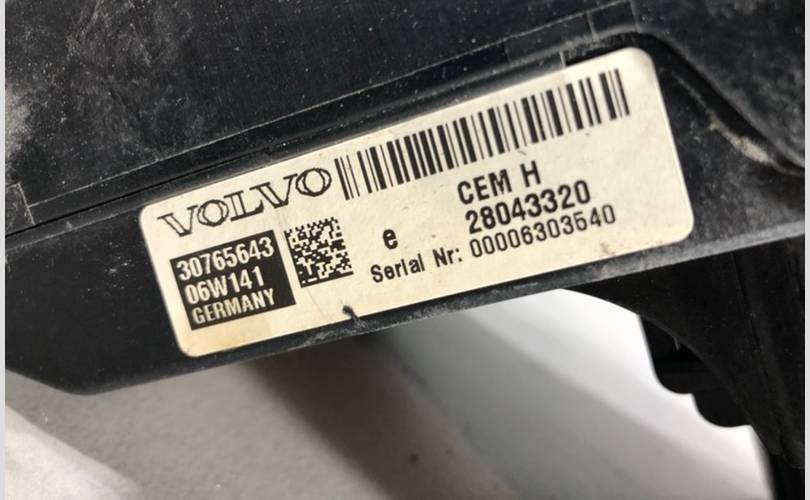 VOLVO
CEM H
30765643
06W141
GERMANY
e
28043320
Serial Nr: 00006303540